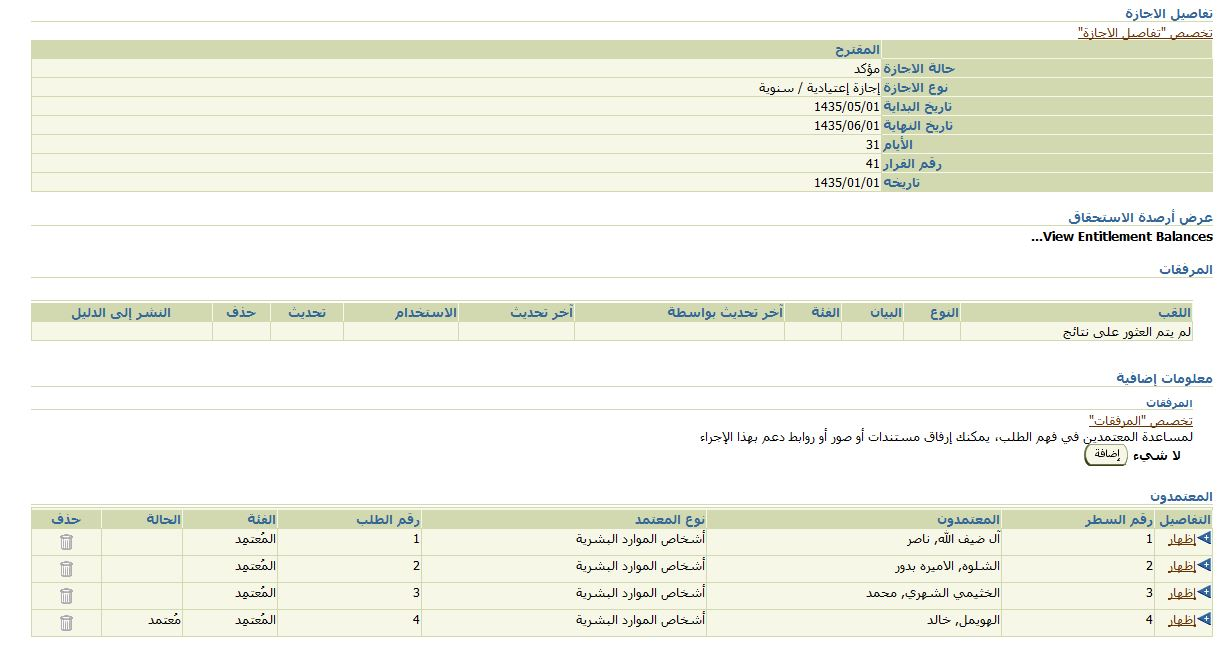 تفاصيل الاجازة
تخصيص "تفاصيل الاجازة"
المقترح
حالة الاجازة مؤكد
نوع الاجازة إجازة إعتيادية / سنوية
تاريخ البداية 1435/05/01
تاريخ النهاية 1435/06/01
الأيام 31
رقم القرار 41
تاريخه 1435/01/01
عرض أرصدة الاستحقاق
View Entitlement Balances...
المرفقات
اللقب النوع البيان الفئة آخر تحديث بواسطة آخر تحديث الاستخدام تحديث حذف النشر إلى الدليل
لم يتم العثور على نتائج
معلومات إضافية
المرفقات
تخصيص "المرفقات"
لمساعدة المعتمدين في فهم الطلب، يمكنك إرفاق مستندات أو صور أو روابط دعم بهذا الإجراء
لا شيء إضافة
المعتمدون
التفاصيل رقم السطر المعتمدون نوع المعتمد رقم الطلب الفئة الحالة حذف
إظهار 1 آل ضيف الله, ناصر أشخاص الموارد البشرية 1 المُعتمِد
إظهار 2 الشلوة, الاميرة بدور أشخاص الموارد البشرية 2 المُعتمِد
إظهار 3 الخثيمي الشهري, محمد أشخاص الموارد البشرية 3 المُعتمِد
إظهار 4 الهويمل, خالد أشخاص الموارد البشرية 4 المُعتمِد مُعتمد